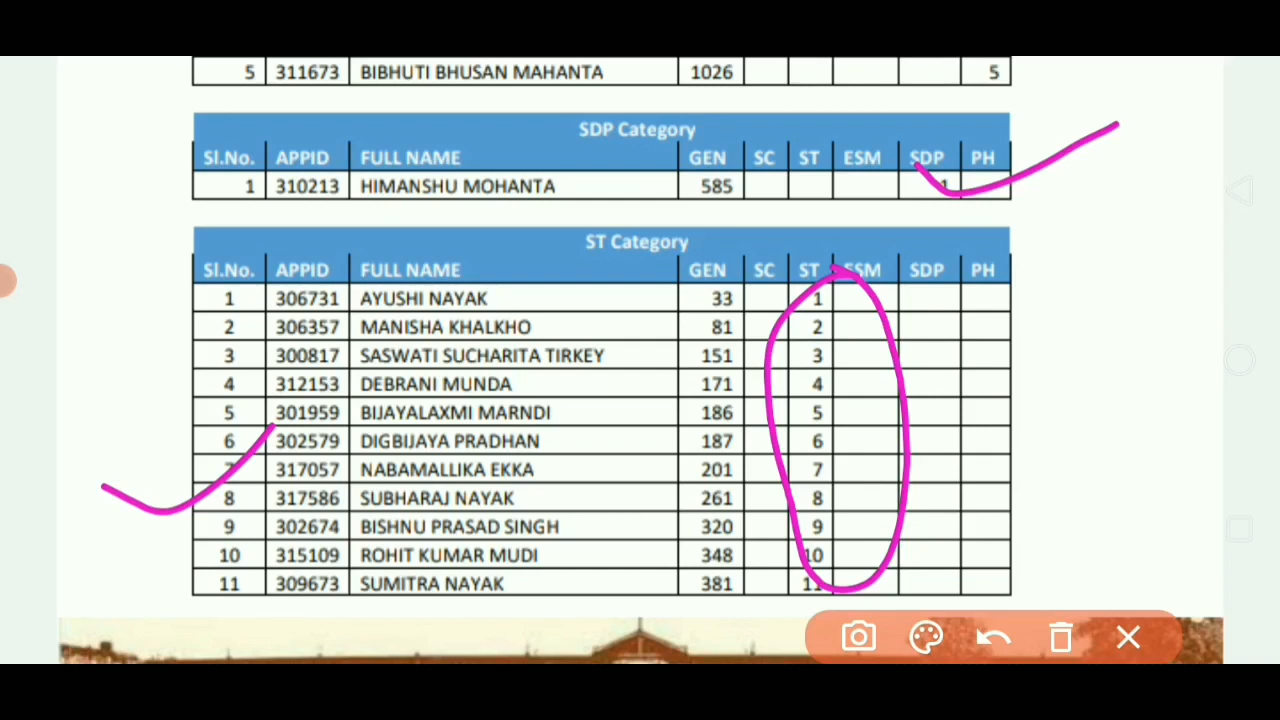 5 311673 BIBHUTI BHUSAN MAHANTA 1026 5
SDP Category
Sl.No. APPID FULL NAME GEN SC ST ESM SDP PH
1 310213 HIMANSHU MOHANTA 585 1
ST Category
Sl.No. APPID FULL NAME GEN SC ST ESM SDP PH
1 306731 AYUSHI NAYAK 33 1
2 306357 MANISHA KHALKHO 81 2
3 300817 SASWATI SUCHARITA TIRKEY 151 3
4 312153 DEBRANI MUNDA 171 4
5 301959 BIJAYALAXMI MARNDI 186 5
6 302579 DIGBIJAYA PRADHAN 187 6
7 317057 NABAMALLIKA EKKA 201 7
8 317586 SUBHARAJ NAYAK 261 8
9 302674 BISHNU PRASAD SINGH 320 9
10 315109 ROHIT KUMAR MUDI 348 10
11 309673 SUMITRA NAYAK 381 11